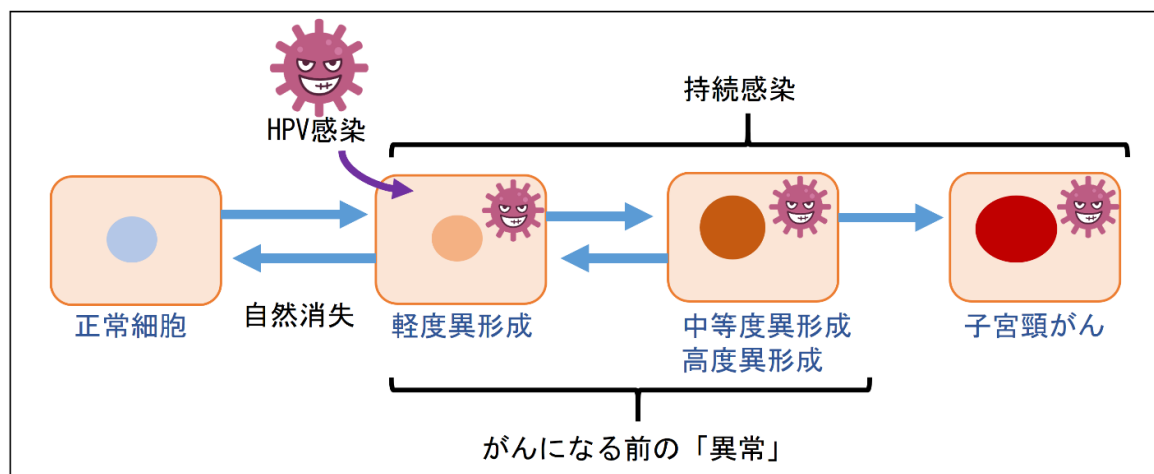 HPV感染
持続感染
正常細胞
自然消失
軽度異形成
中等度異形成
高度異形成
子宮頸がん
がんになる前の「異常」